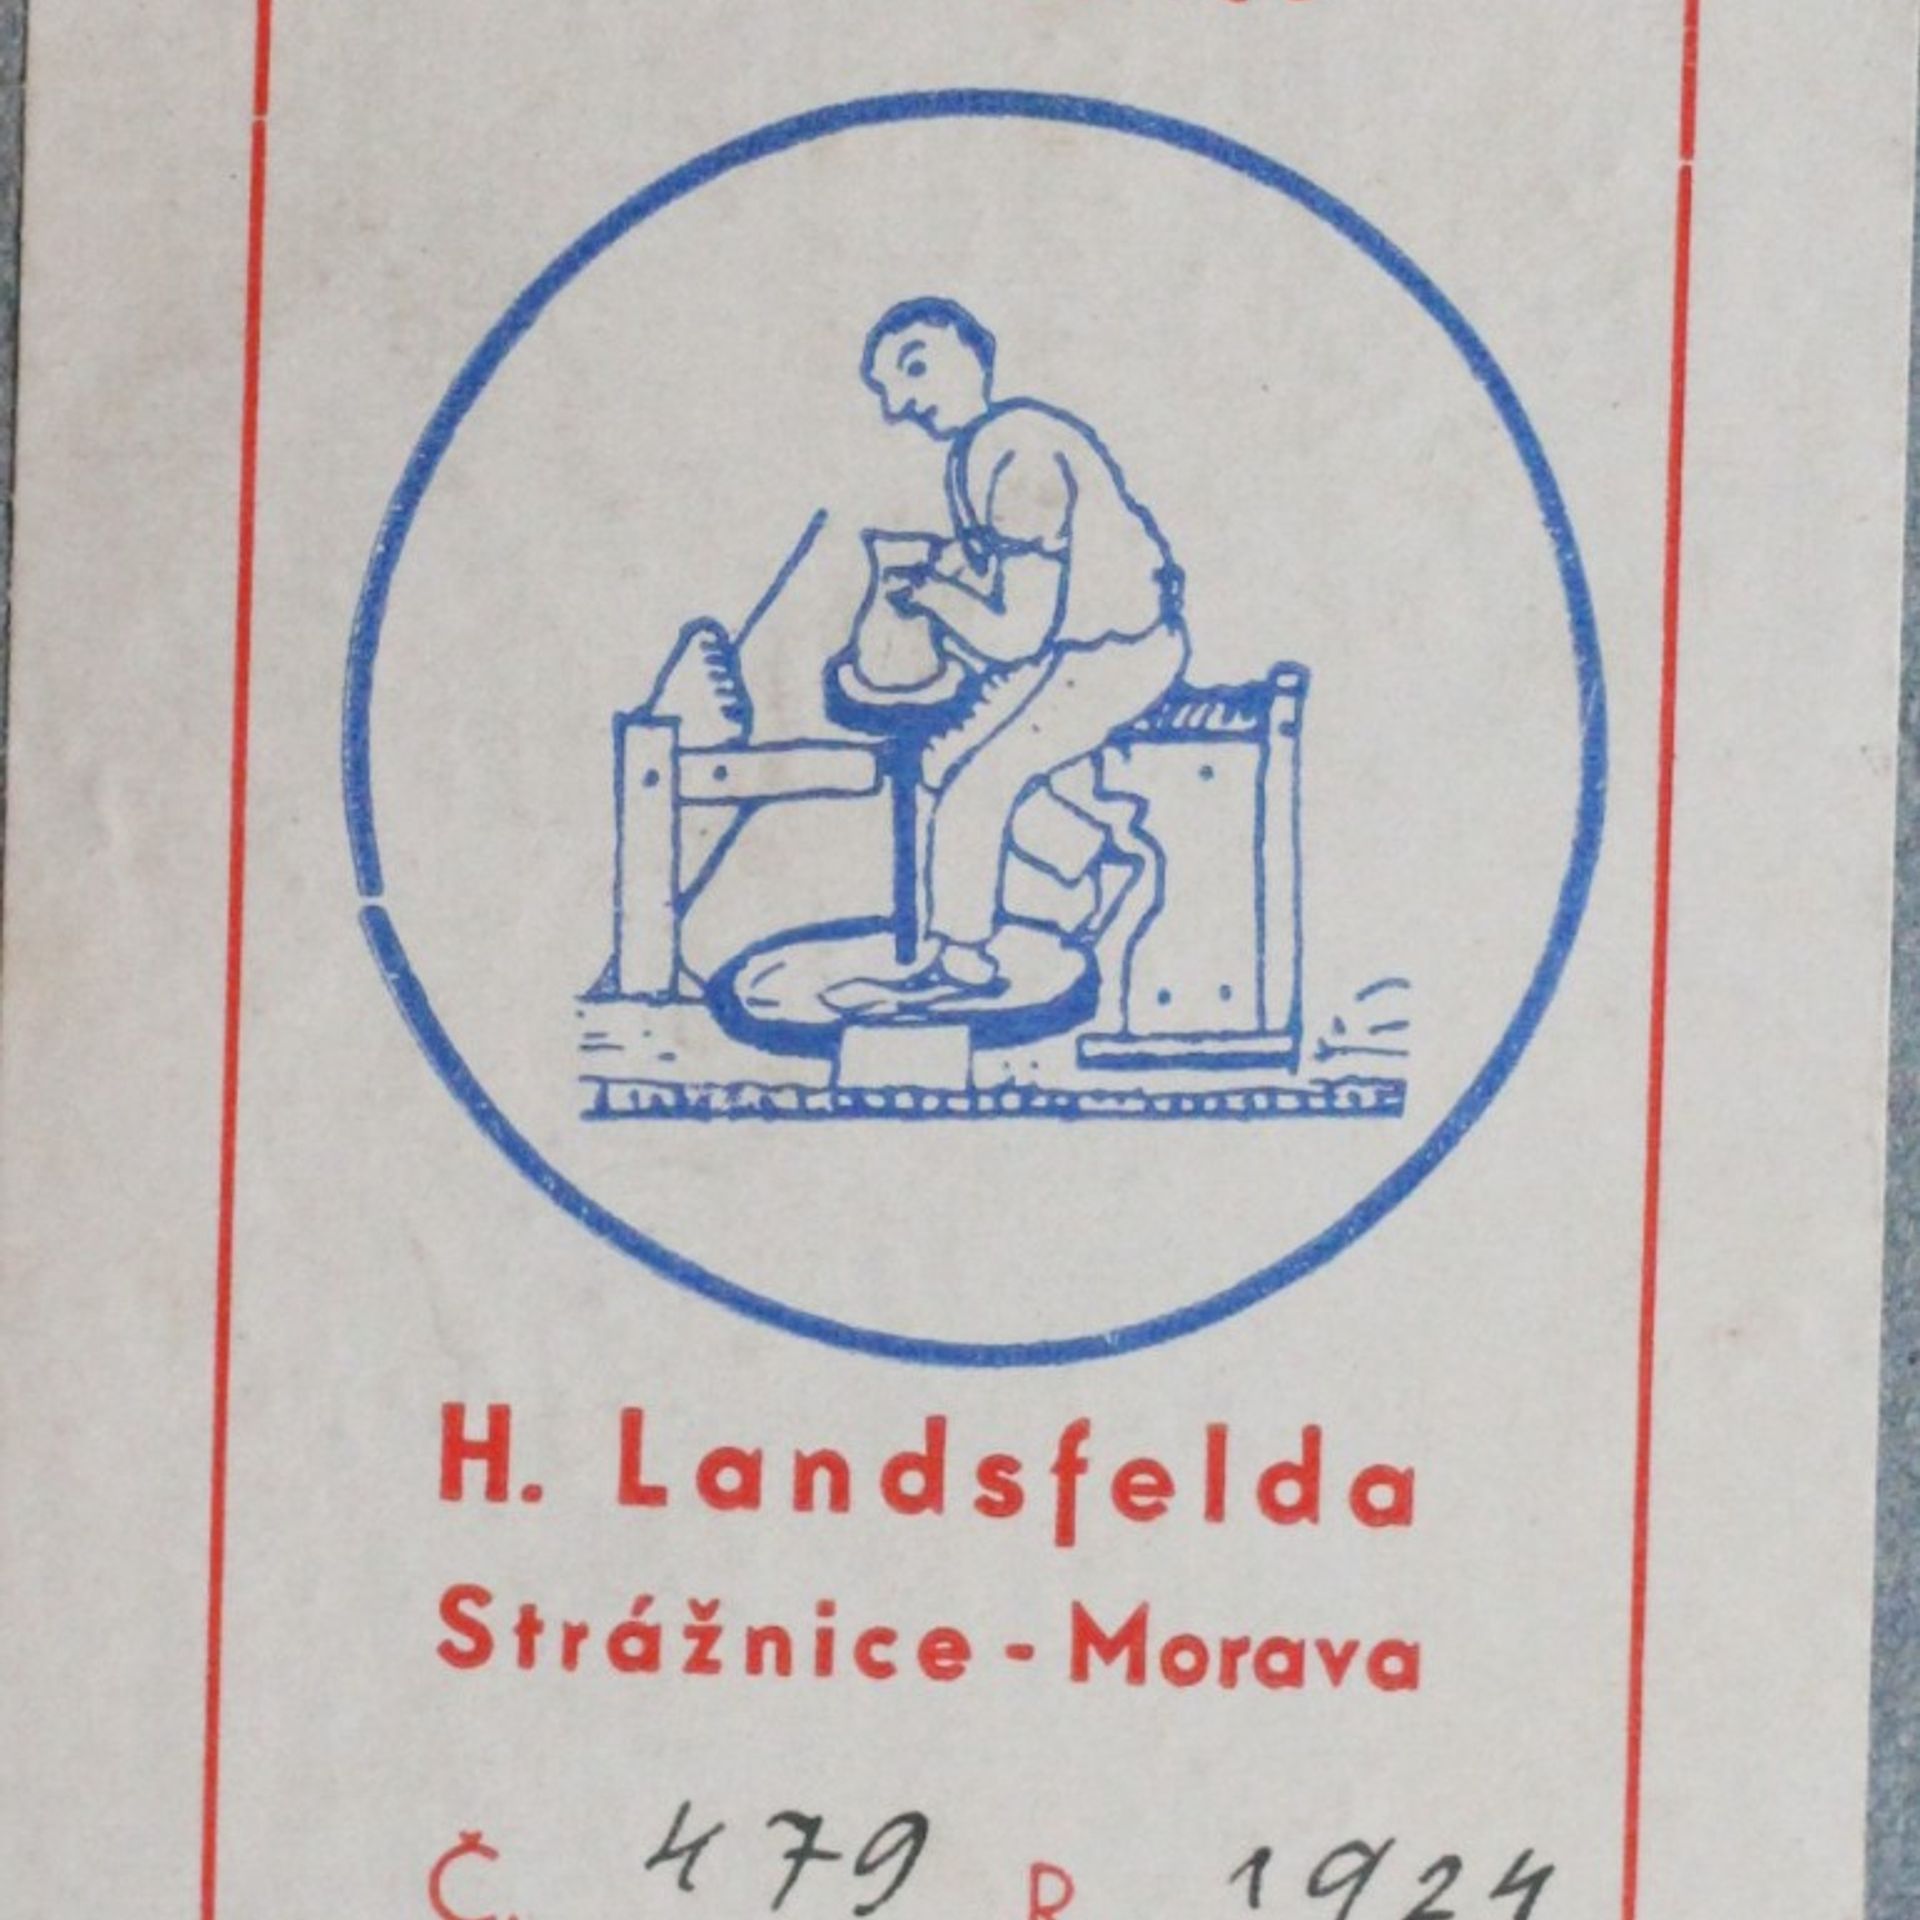 H. Landsfelda
Strážnice - Morava
Č. 479 R 1924